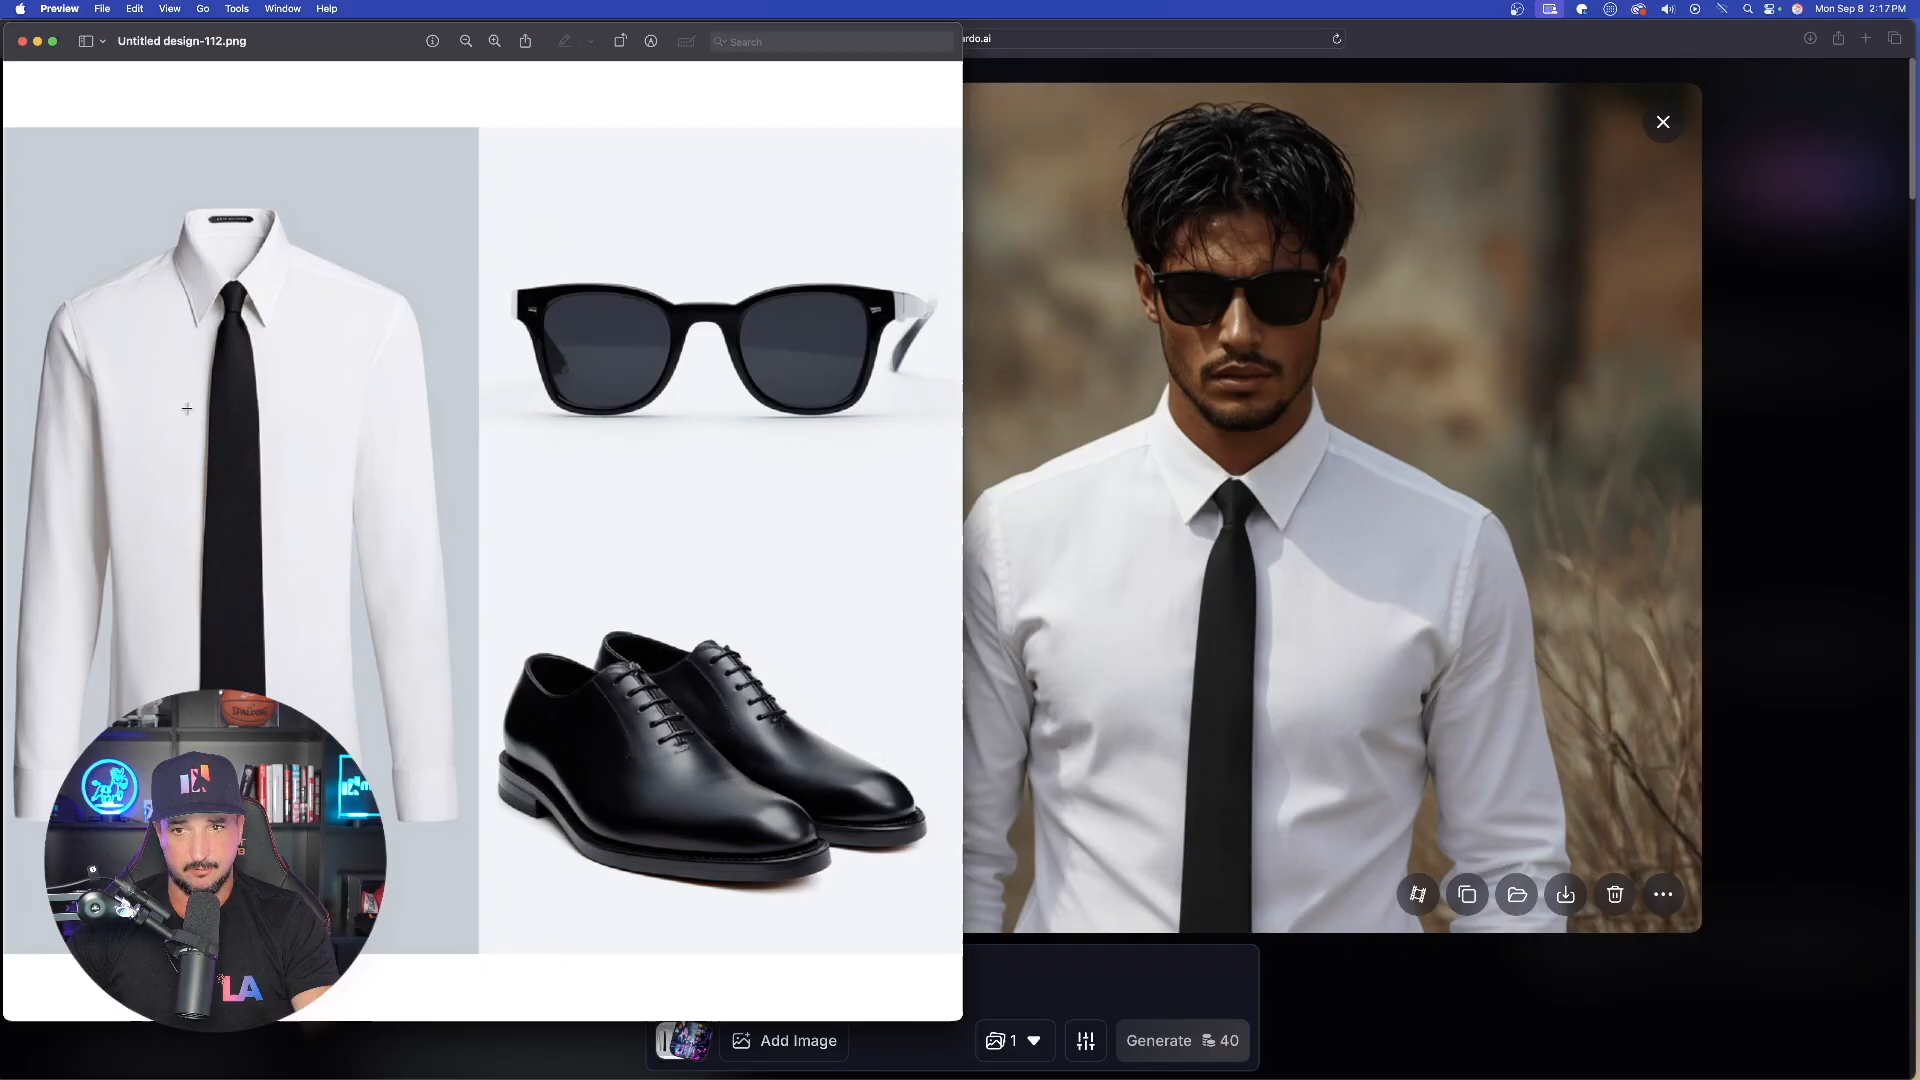 Preview File Edit View Go Tools Window Help
Mon Sep 8 2:17 PM
Untitled design-112.png
Search
ardo.ai
SPALDING
LA
Add Image
1
Generate 40